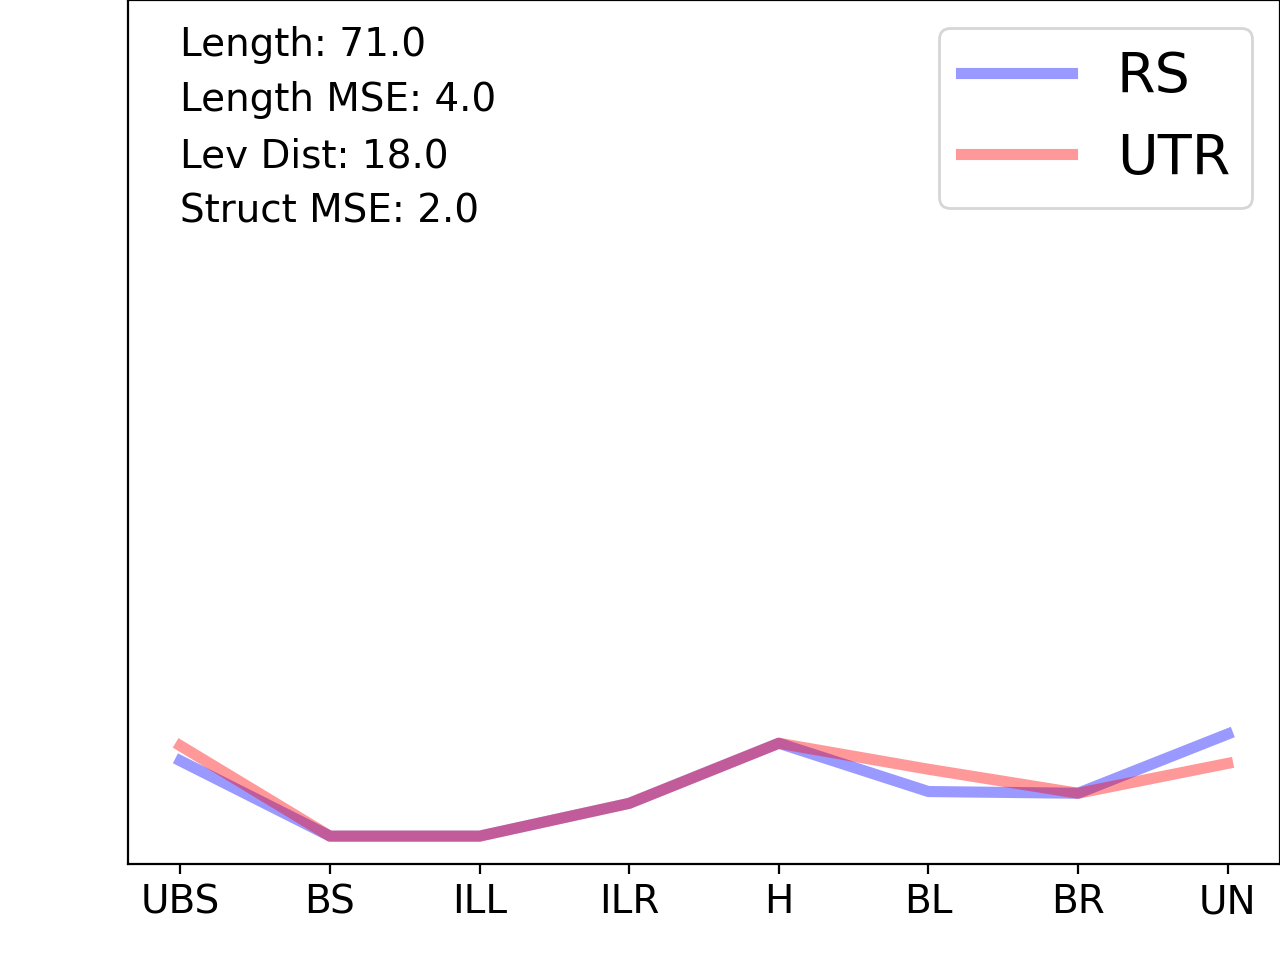 Length: 71.0
Length MSE: 4.0
Lev Dist: 18.0
Struct MSE: 2.0
RS
UTR
UBS BS ILL ILR H BL BR UN